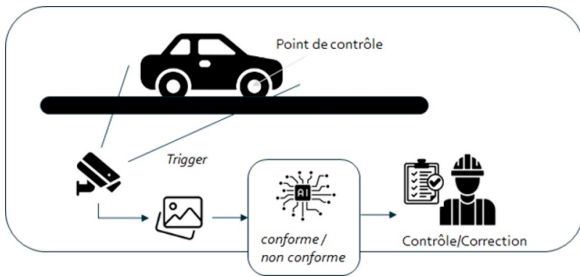 Point de contrôle
Trigger
AI
conforme /
non conforme
Contrôle/Correction